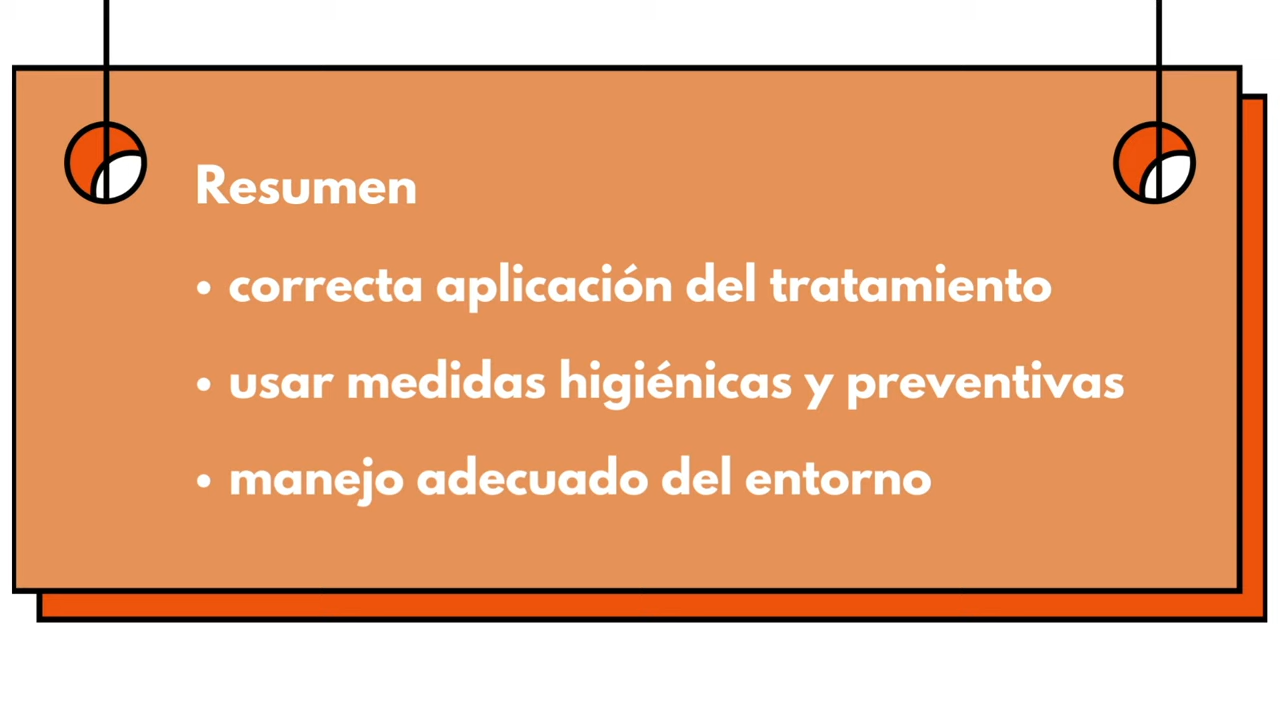 Resumen
• correcta aplicación del tratamiento
• usar medidas higiénicas y preventivas
• manejo adecuado del entorno